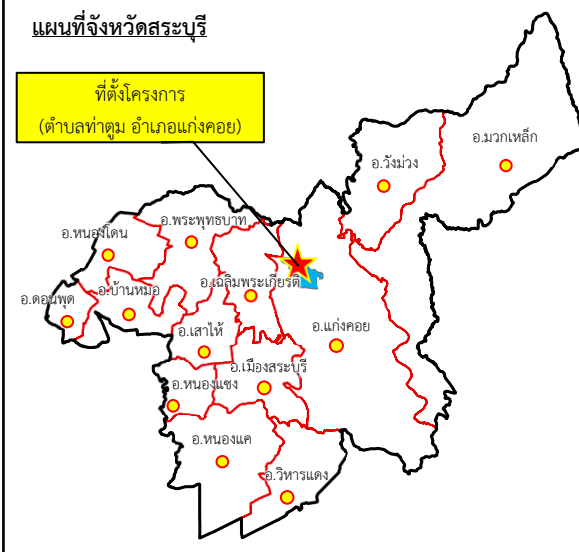 แผนที่จังหวัดสระบุรี
ที่ตั้งโครงการ
(ตำบลท่าตูม อำเภอแก่งคอย)
อ.มวกเหล็ก
อ.วังม่วง
อ.พระพุทธบาท
อ.หนองโดน
อ.เฉลิมพระเกียรติ
อ.บ้านหมอ
อ.ดอนพุด
อ.แก่งคอย
อ.เสาไห้
อ.เมืองสระบุรี
อ.หนองแซง
อ.หนองแค
อ.วิหารแดง